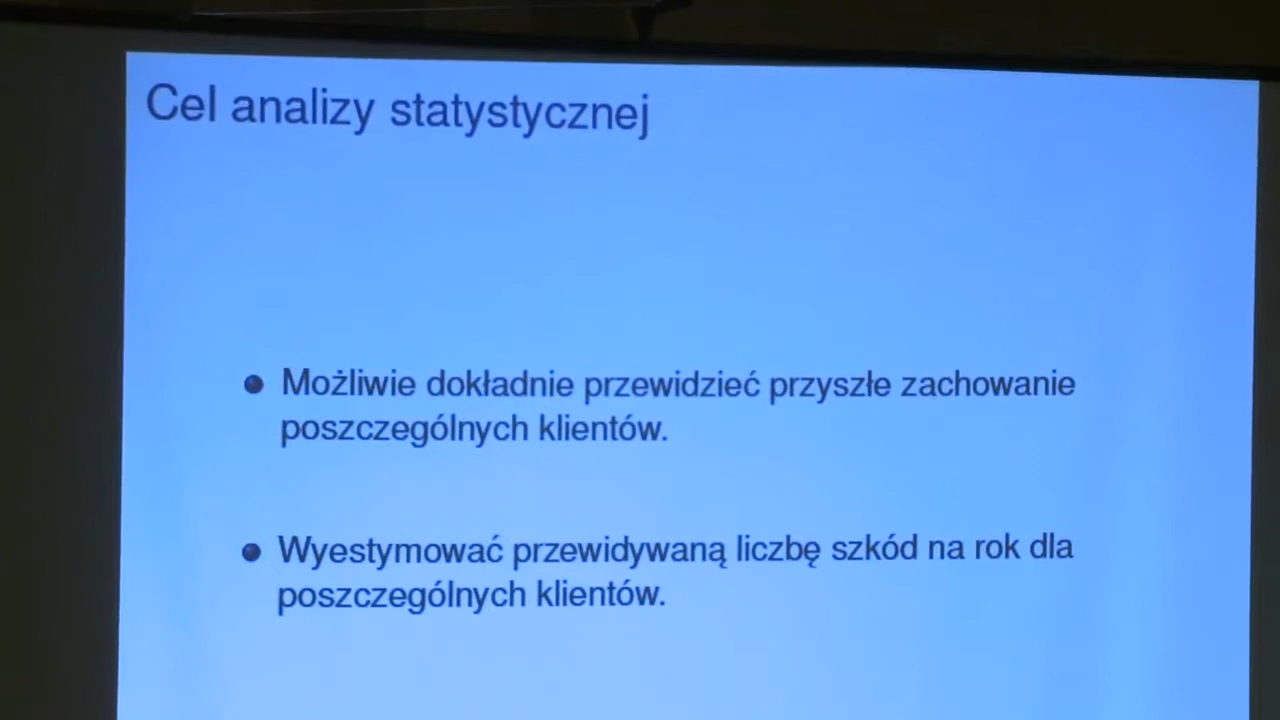 Cel analizy statystycznej
Możliwie dokładnie przewidzieć przyszłe zachowanie
poszczególnych klientów.
Wyestymować przewidywaną liczbę szkód na rok dla
poszczególnych klientów.